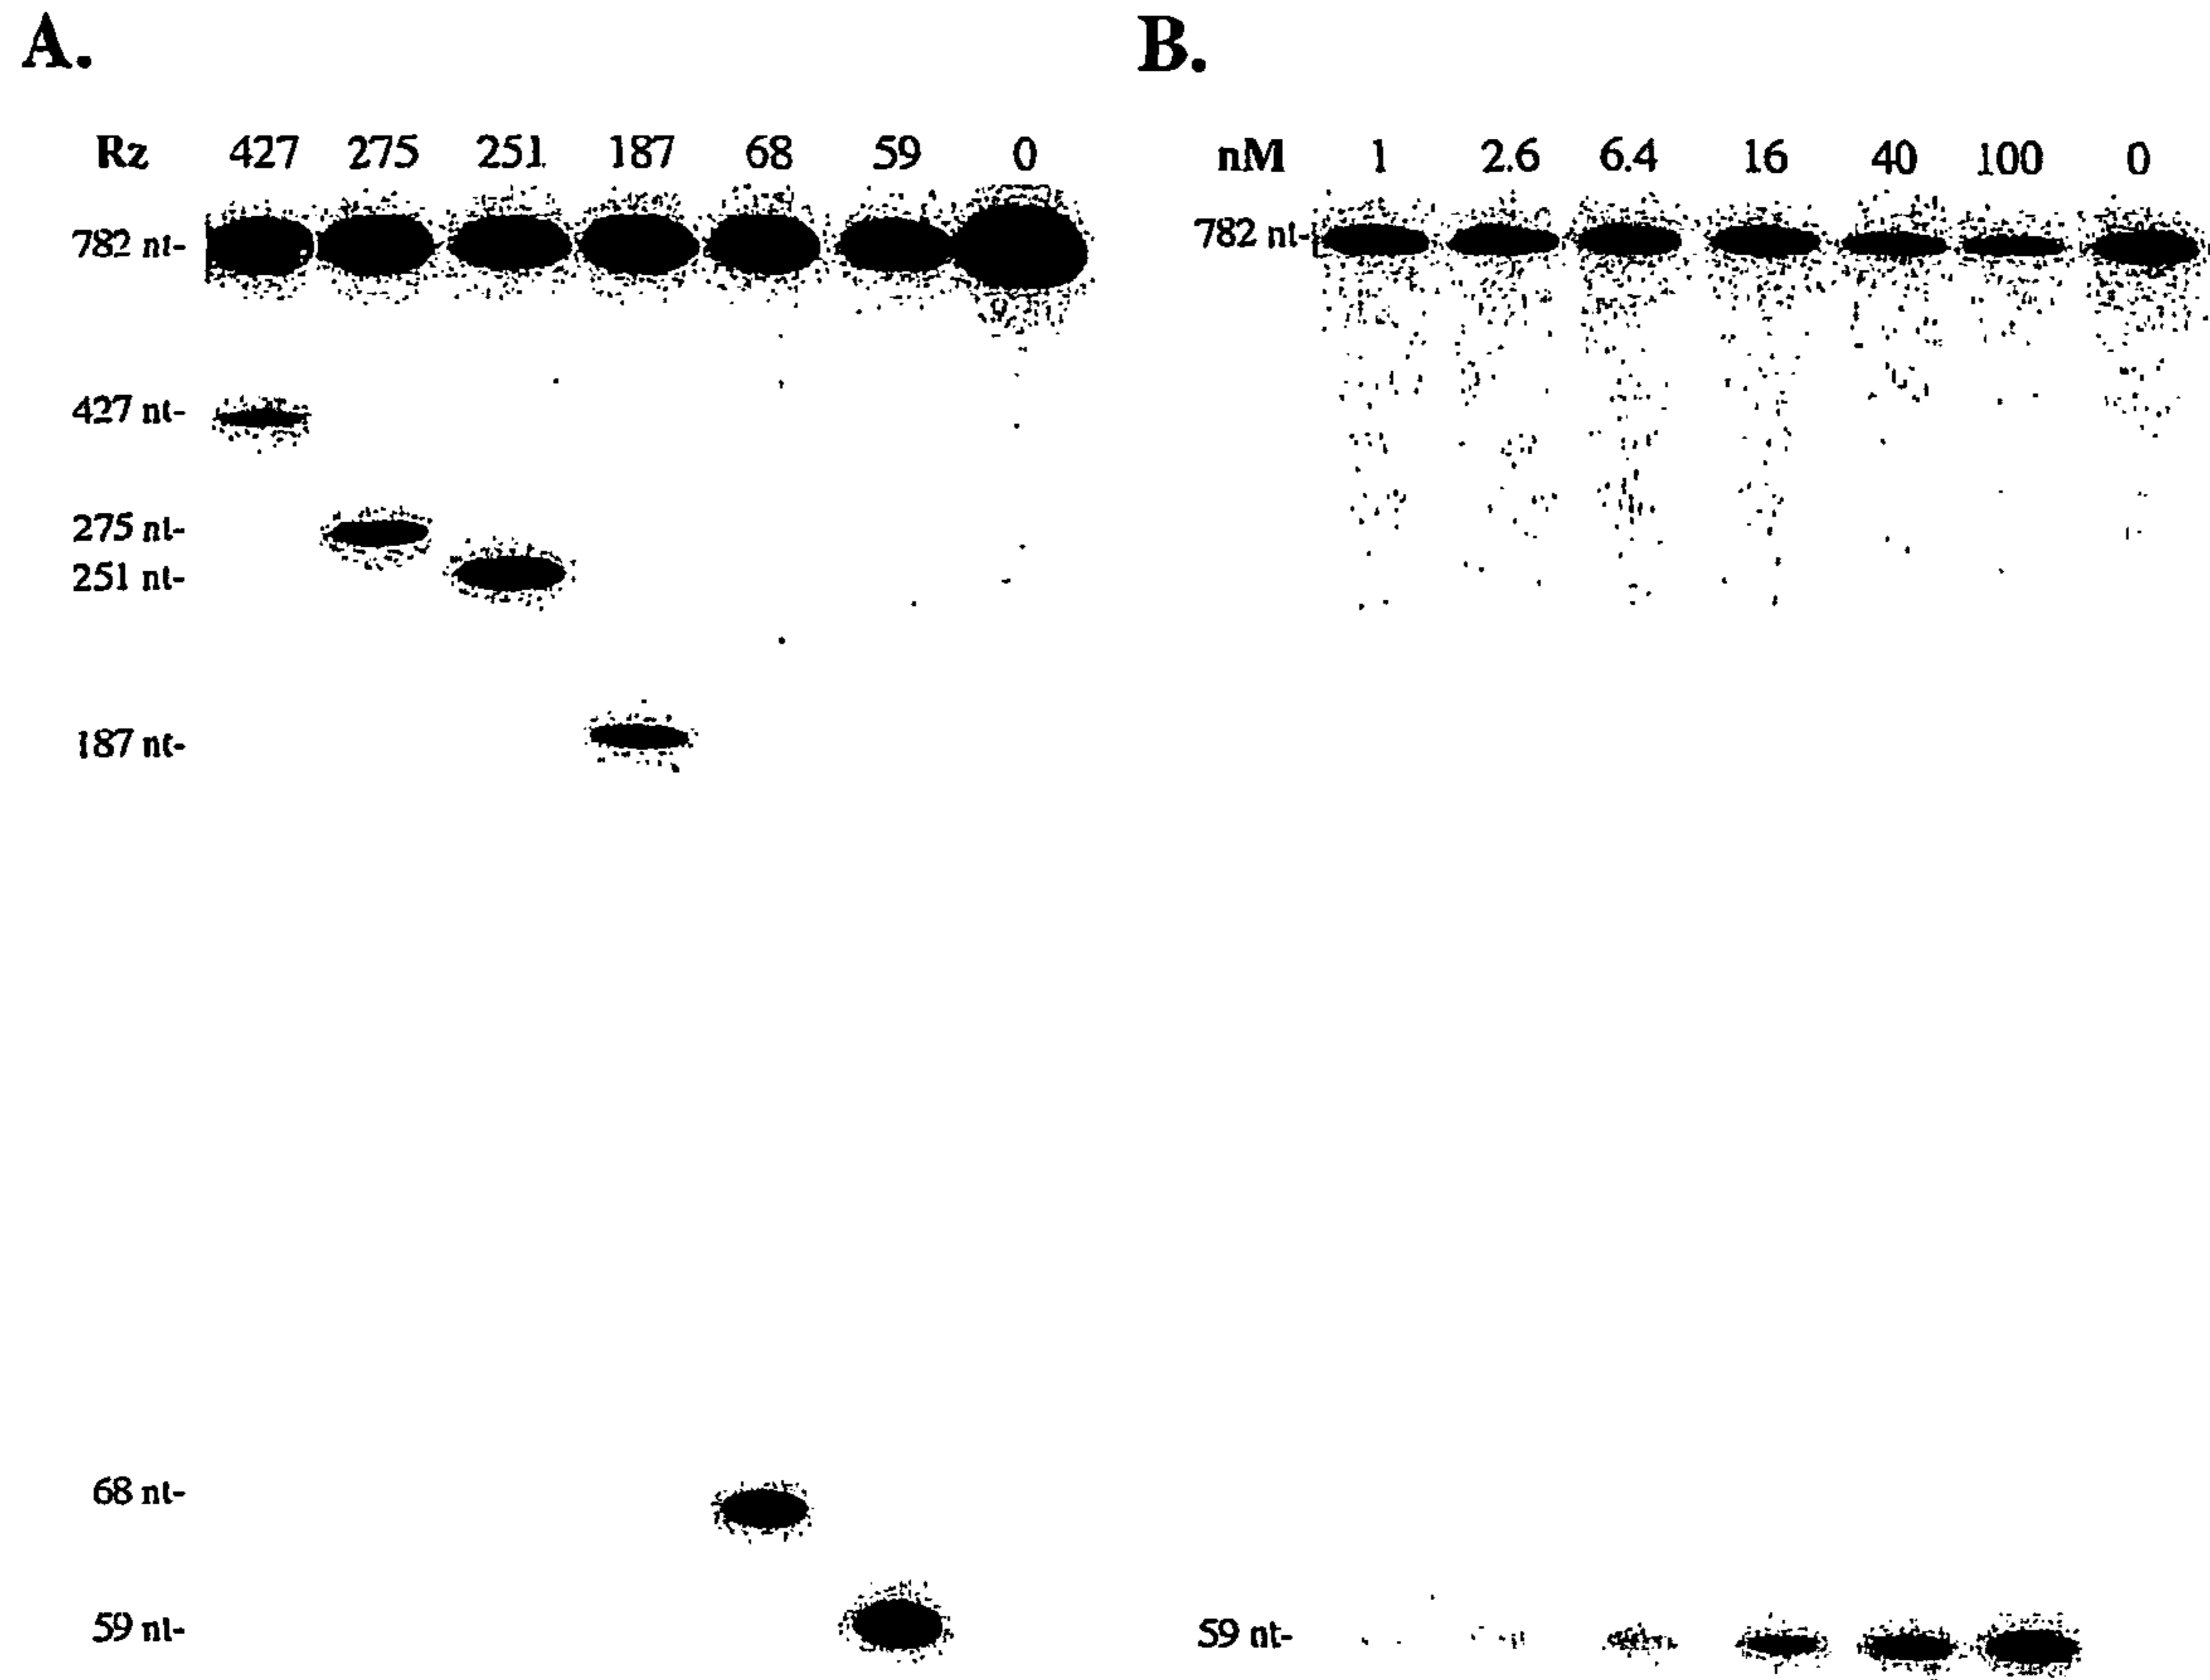 A.
Rz 427 275 251 187 68 59 0
782 nt-
427 nt-
275 nt-
251 nt-
187 nt-
68 nt-
59 nt-
B.
nM 1 2.6 6.4 16 40 100 0
782 nt-
59 nt-